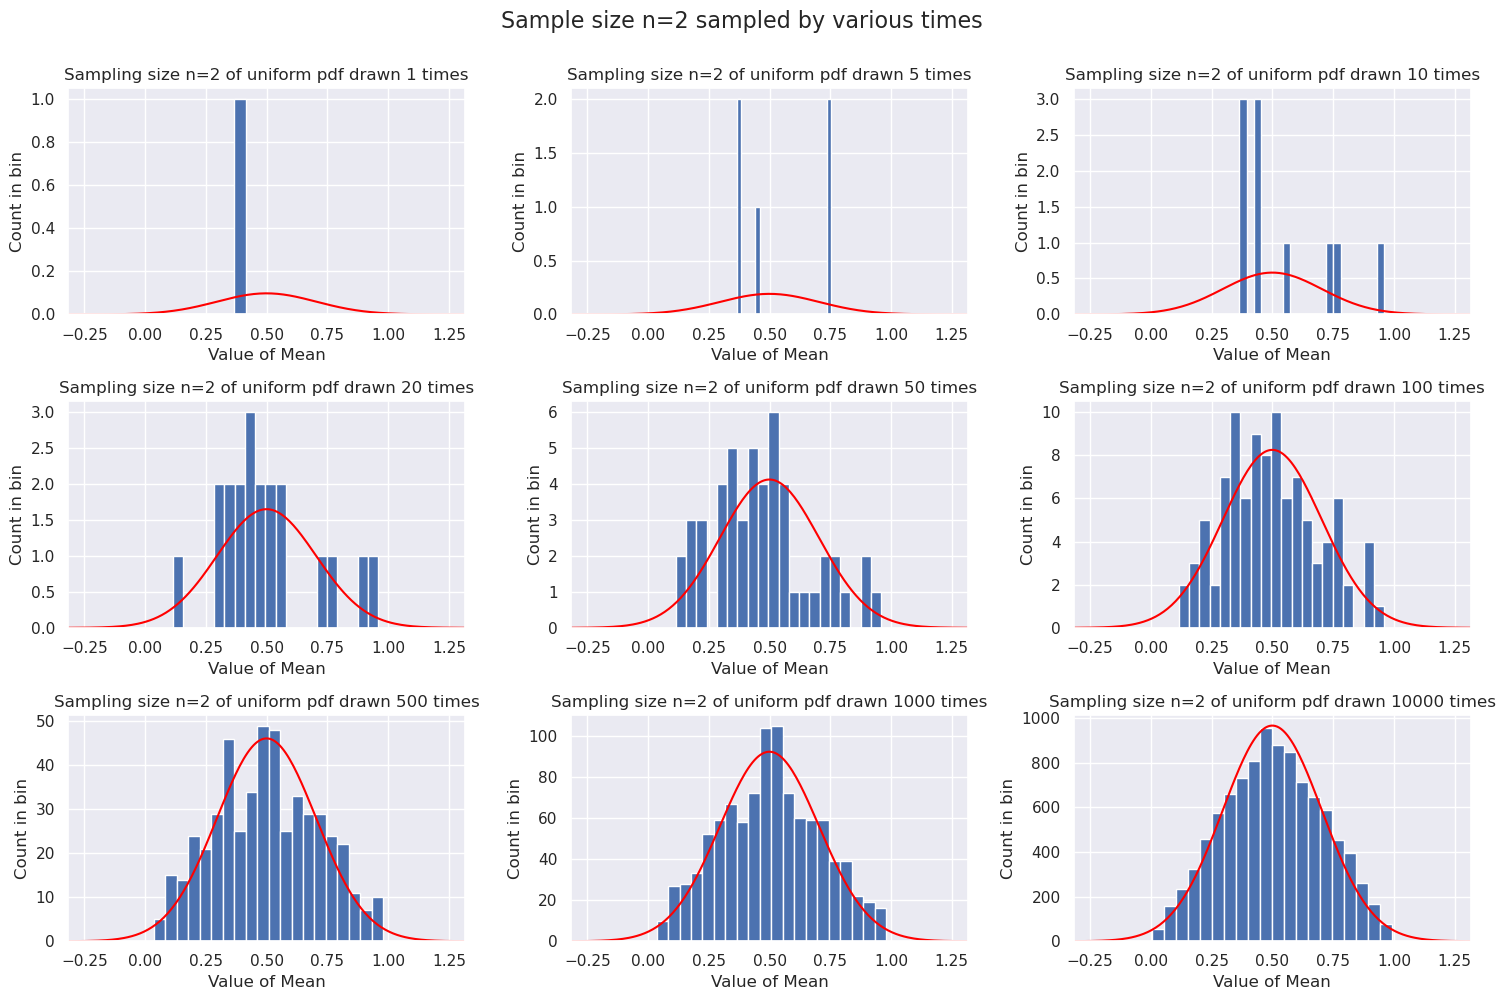 Sample size n=2 sampled by various times
Sampling size n=2 of uniform pdf drawn 1 times
1.0
0.8
0.6
0.4
0.2
0.0
Count in bin
−0.25 0.00 0.25 0.50 0.75 1.00 1.25
Value of Mean
Sampling size n=2 of uniform pdf drawn 5 times
2.0
1.5
1.0
0.5
0.0
Count in bin
−0.25 0.00 0.25 0.50 0.75 1.00 1.25
Value of Mean
Sampling size n=2 of uniform pdf drawn 10 times
3.0
2.5
2.0
1.5
1.0
0.5
0.0
Count in bin
−0.25 0.00 0.25 0.50 0.75 1.00 1.25
Value of Mean
Sampling size n=2 of uniform pdf drawn 20 times
3.0
2.5
2.0
1.5
1.0
0.5
0.0
Count in bin
−0.25 0.00 0.25 0.50 0.75 1.00 1.25
Value of Mean
Sampling size n=2 of uniform pdf drawn 50 times
6
5
4
3
2
1
0
Count in bin
−0.25 0.00 0.25 0.50 0.75 1.00 1.25
Value of Mean
Sampling size n=2 of uniform pdf drawn 100 times
10
8
6
4
2
0
Count in bin
−0.25 0.00 0.25 0.50 0.75 1.00 1.25
Value of Mean
Sampling size n=2 of uniform pdf drawn 500 times
50
40
30
20
10
0
Count in bin
−0.25 0.00 0.25 0.50 0.75 1.00 1.25
Value of Mean
Sampling size n=2 of uniform pdf drawn 1000 times
100
80
60
40
20
0
Count in bin
−0.25 0.00 0.25 0.50 0.75 1.00 1.25
Value of Mean
Sampling size n=2 of uniform pdf drawn 10000 times
1000
800
600
400
200
0
Count in bin
−0.25 0.00 0.25 0.50 0.75 1.00 1.25
Value of Mean